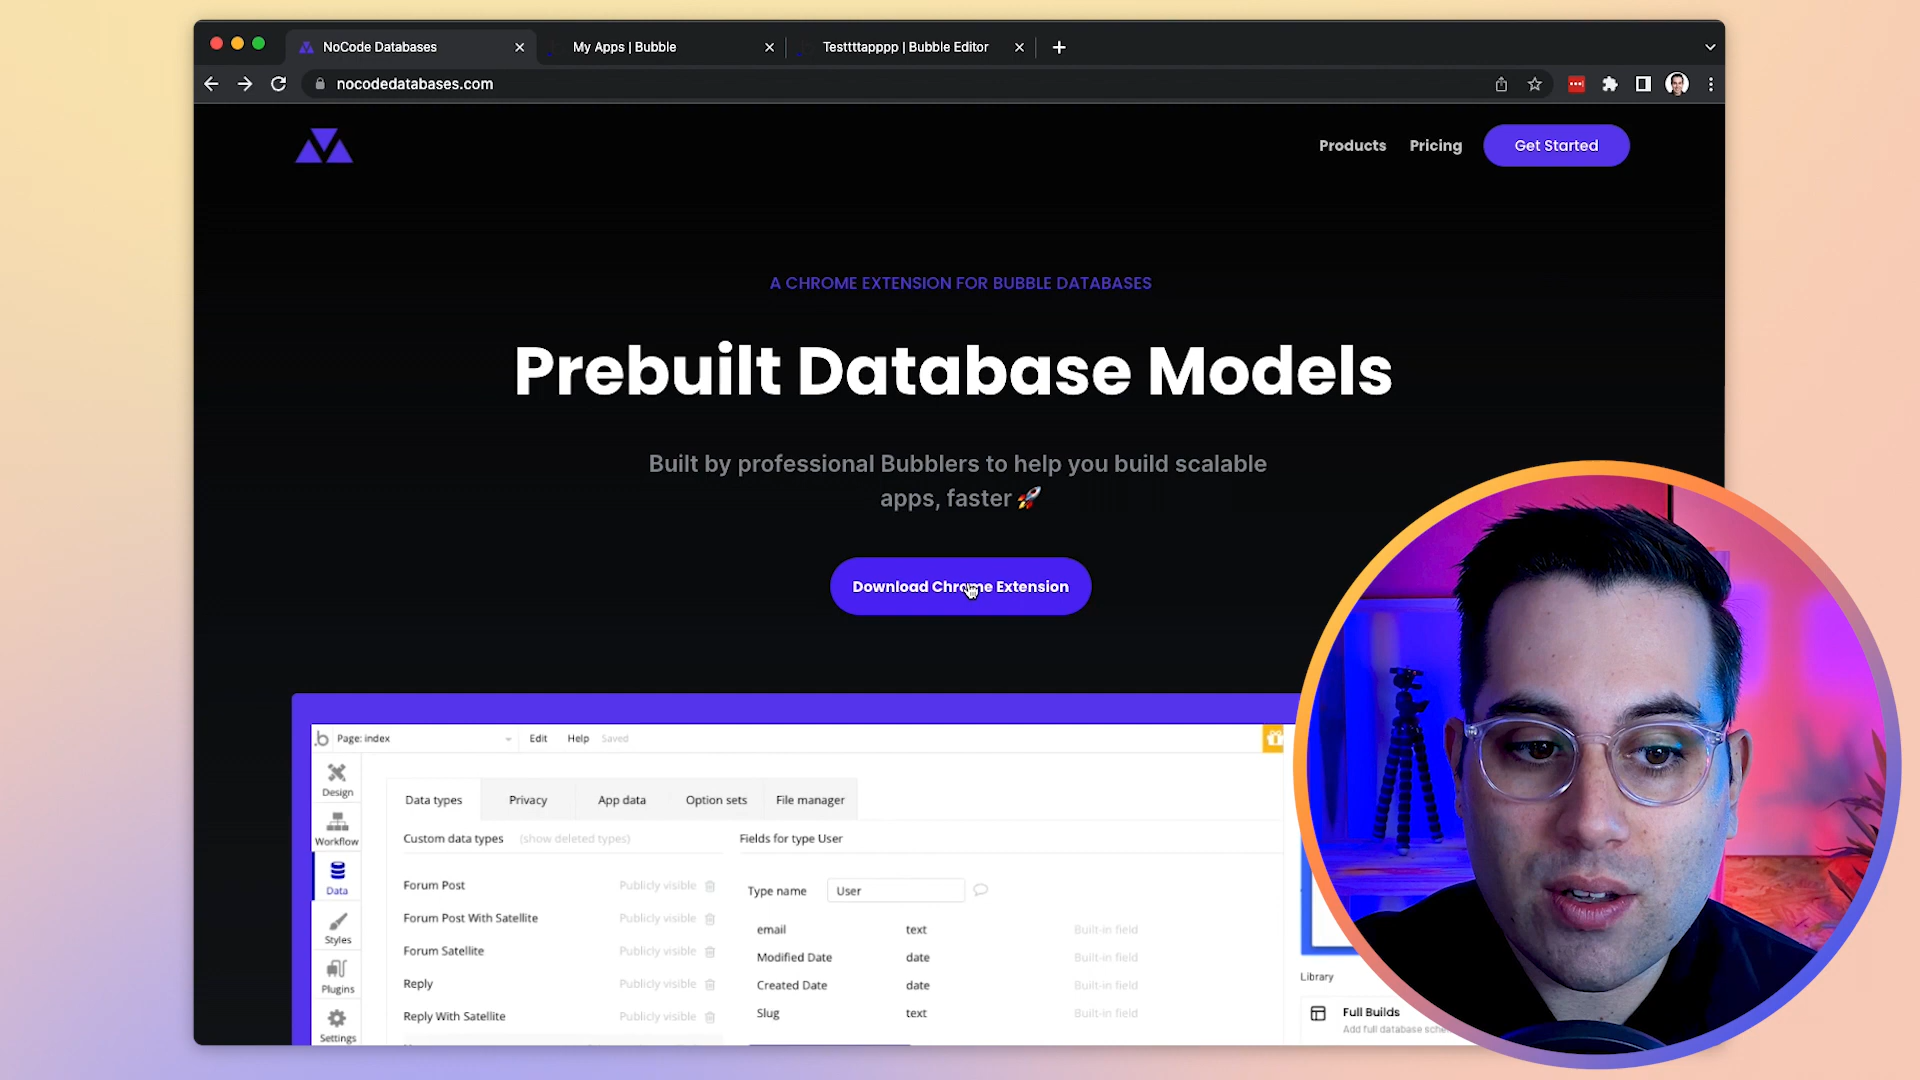 NoCode Databases
My Apps | Bubble
Testtttapppp | Bubble Editor
nocodedatabases.com
Products
Pricing
Get Started
A CHROME EXTENSION FOR BUBBLE DATABASES
Prebuilt Database Models
Built by professional Bubblers to help you build scalable
apps, faster 🚀
Download Chrome Extension
Page: index
Edit
Help
Saved
Design
Workflow
Data
Styles
Plugins
Settings
Data types
Privacy
App data
Option sets
File manager
Custom data types
(show deleted types)
Fields for type User
Forum Post
Publicly visible
Type name
User
Forum Post With Satellite
Publicly visible
email
text
Built-in field
Forum Satellite
Publicly visible
Modified Date
date
Built-in field
Reply
Publicly visible
Created Date
date
Built-in field
Reply With Satellite
Publicly visible
Slug
text
Built-in field
Library
Full Builds
Add full database